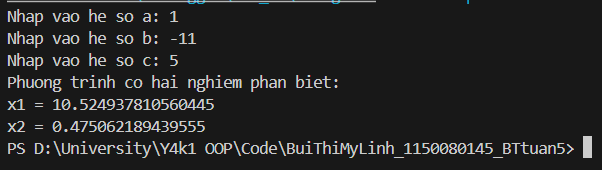 Nhap vao he so a: 1
Nhap vao he so b: -11
Nhap vao he so c: 5
Phuong trinh co hai nghiem phan biet:
x1 = 10.524937810560445
x2 = 0.475062189439555
PS D:\University\Y4k1 OOP\Code\BuiThiMyLinh_1150080145_BTtuan5>